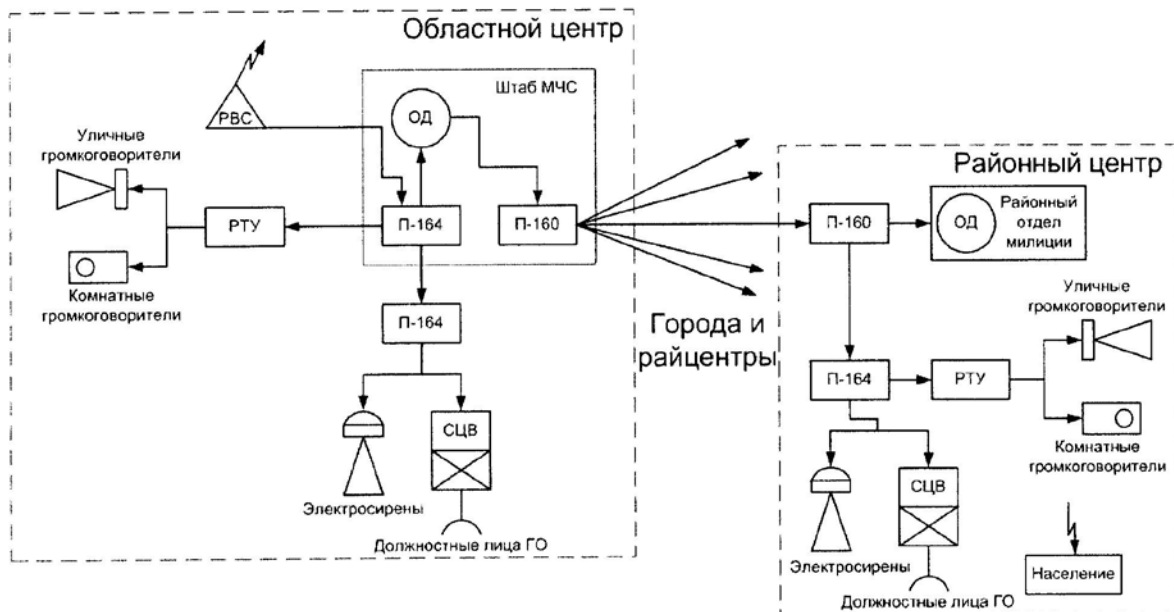 Областной центр
Штаб МЧС
РВС
ОД
Уличные
громкоговорители
РТУ
П-164
П-160
Комнатные
громкоговорители
П-164
СЦВ
Электросирены
Должностные лица ГО
Города и
райцентры
Районный центр
П-160
ОД
Районный
отдел
милиции
Уличные
громкоговорители
П-164
РТУ
Комнатные
громкоговорители
СЦВ
Электросирены
Население
Должностные лица ГО